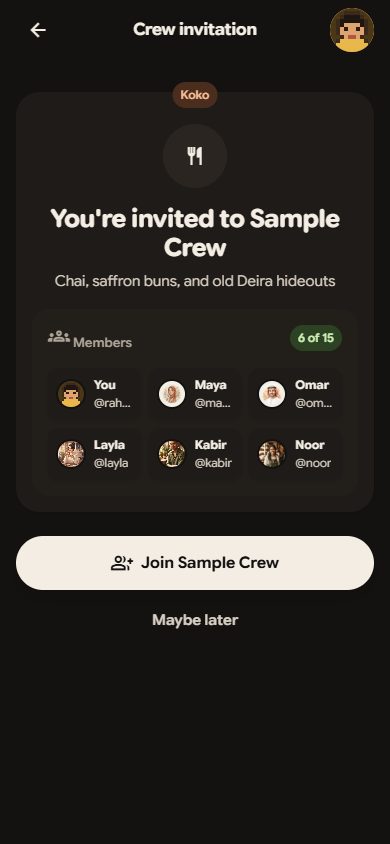 Crew invitation
Koko
You're invited to Sample
Crew
Chai, saffron buns, and old Deira hideouts
Members
6 of 15
You
@rah...
Maya
@ma...
Omar
@om...
Layla
@layla
Kabir
@kabir
Noor
@noor
Join Sample Crew
Maybe later